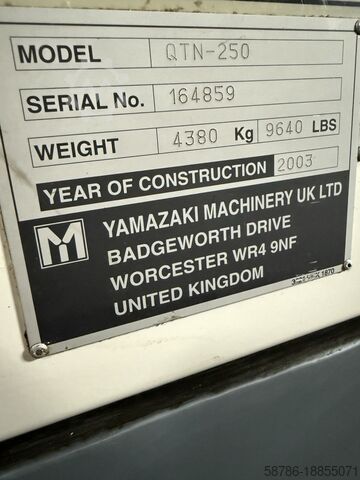 MODEL QTN-250
SERIAL No. 164859
WEIGHT 4380 Kg 9640 LBS
YEAR OF CONSTRUCTION 2003
YAMAZAKI MACHINERY UK LTD
BADGEWORTH DRIVE
WORCESTER WR4 9NF
UNITED KINGDOM
1870
58786-18855071